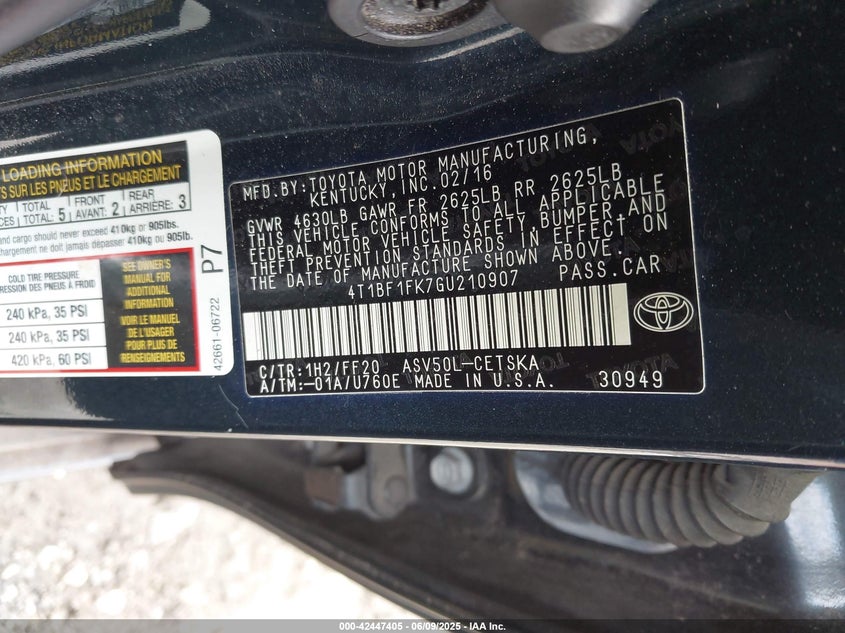 LOADING INFORMATION
TS SUR LES PNEUS ET LE CHARGEMENT
TOTAL: 5
FRONT
AVANT: 2
REAR
ARRIÈRE: 3
and cargo should never exceed 410kg or 905lbs.
ne doit jamais dépasser 410kg ou 905lb.
COLD TIRE PRESSURE
DES PNEUS À FROID
240 kPa, 35 PSI
240 kPa, 35 PSI
420 kPa, 60 PSI
SEE OWNER'S
MANUAL FOR
ADDITIONAL
INFORMATION
VOIR LE MANUEL
DE L'USAGER
POUR PLUS DE
RENSEIGNEMENTS
P7
42661-06722
MFD.BY:TOYOTA MOTOR MANUFACTURING,
KENTUCKY, INC.02/16
GVWR 4630LB GAWR FR 2625LB RR 2625LB
THIS VEHICLE CONFORMS TO ALL APPLICABLE
FEDERAL MOTOR VEHICLE SAFETY,BUMPER,AND
THEFT PREVENTION STANDARDS IN EFFECT ON
THE DATE OF MANUFACTURE SHOWN ABOVE.
4T1BF1FK7GU210907 PASS.CAR
C/TR:1H2/FF20 ASV50L-CETSKA
A/TM:-01A/U760E MADE IN U.S.A. 30949
000-42447405 - 06/09/2025 - IAA Inc.